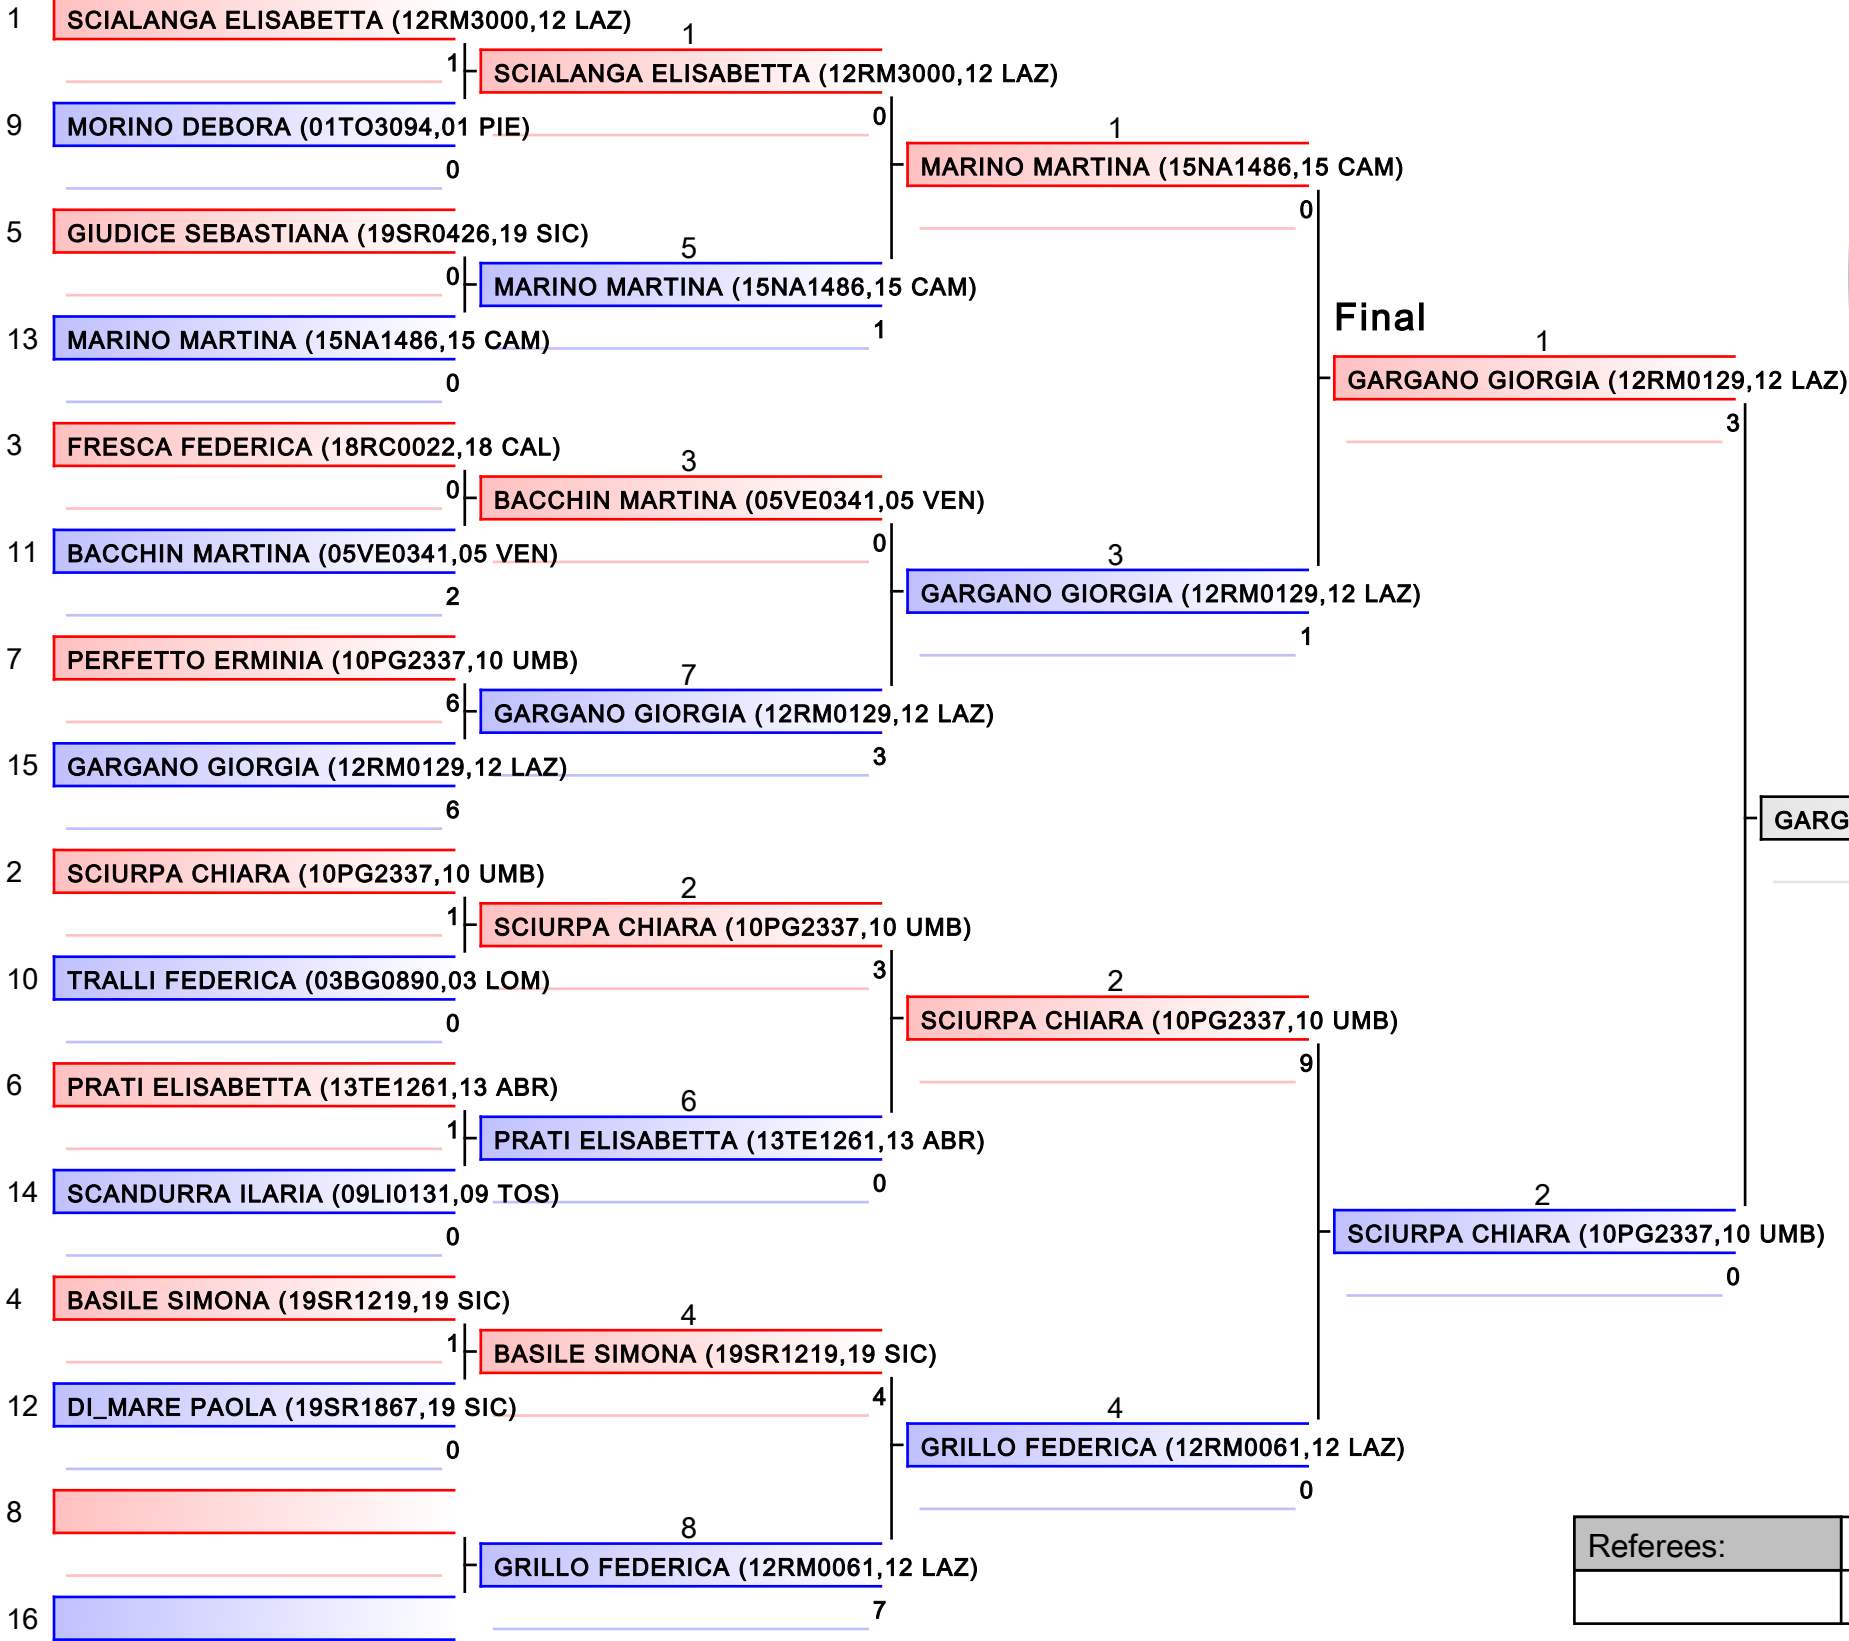 1 SCIALANGA ELISABETTA (12RM3000,12 LAZ)
1
9 MORINO DEBORA (01TO3094,01 PIE)
0
5 GIUDICE SEBASTIANA (19SR0426,19 SIC)
0
13 MARINO MARTINA (15NA1486,15 CAM)
0
3 FRESCA FEDERICA (18RC0022,18 CAL)
0
11 BACCHIN MARTINA (05VE0341,05 VEN)
2
7 PERFETTO ERMINIA (10PG2337,10 UMB)
6
15 GARGANO GIORGIA (12RM0129,12 LAZ)
6
2 SCIURPA CHIARA (10PG2337,10 UMB)
1
10 TRALLI FEDERICA (03BG0890,03 LOM)
0
6 PRATI ELISABETTA (13TE1261,13 ABR)
1
14 SCANDURRA ILARIA (09LI0131,09 TOS)
0
4 BASILE SIMONA (19SR1219,19 SIC)
1
12 DI_MARE PAOLA (19SR1867,19 SIC)
0
8
16
1
SCIALANGA ELISABETTA (12RM3000,12 LAZ)
0
5
MARINO MARTINA (15NA1486,15 CAM)
1
3
BACCHIN MARTINA (05VE0341,05 VEN)
0
7
GARGANO GIORGIA (12RM0129,12 LAZ)
3
2
SCIURPA CHIARA (10PG2337,10 UMB)
3
6
PRATI ELISABETTA (13TE1261,13 ABR)
0
4
BASILE SIMONA (19SR1219,19 SIC)
4
8
GRILLO FEDERICA (12RM0061,12 LAZ)
7
1
MARINO MARTINA (15NA1486,15 CAM)
0
3
GARGANO GIORGIA (12RM0129,12 LAZ)
1
2
SCIURPA CHIARA (10PG2337,10 UMB)
9
4
GRILLO FEDERICA (12RM0061,12 LAZ)
0
Final
1
GARGANO GIORGIA (12RM0129,12 LAZ)
3
2
SCIURPA CHIARA (10PG2337,10 UMB)
0
GARG
Referees: